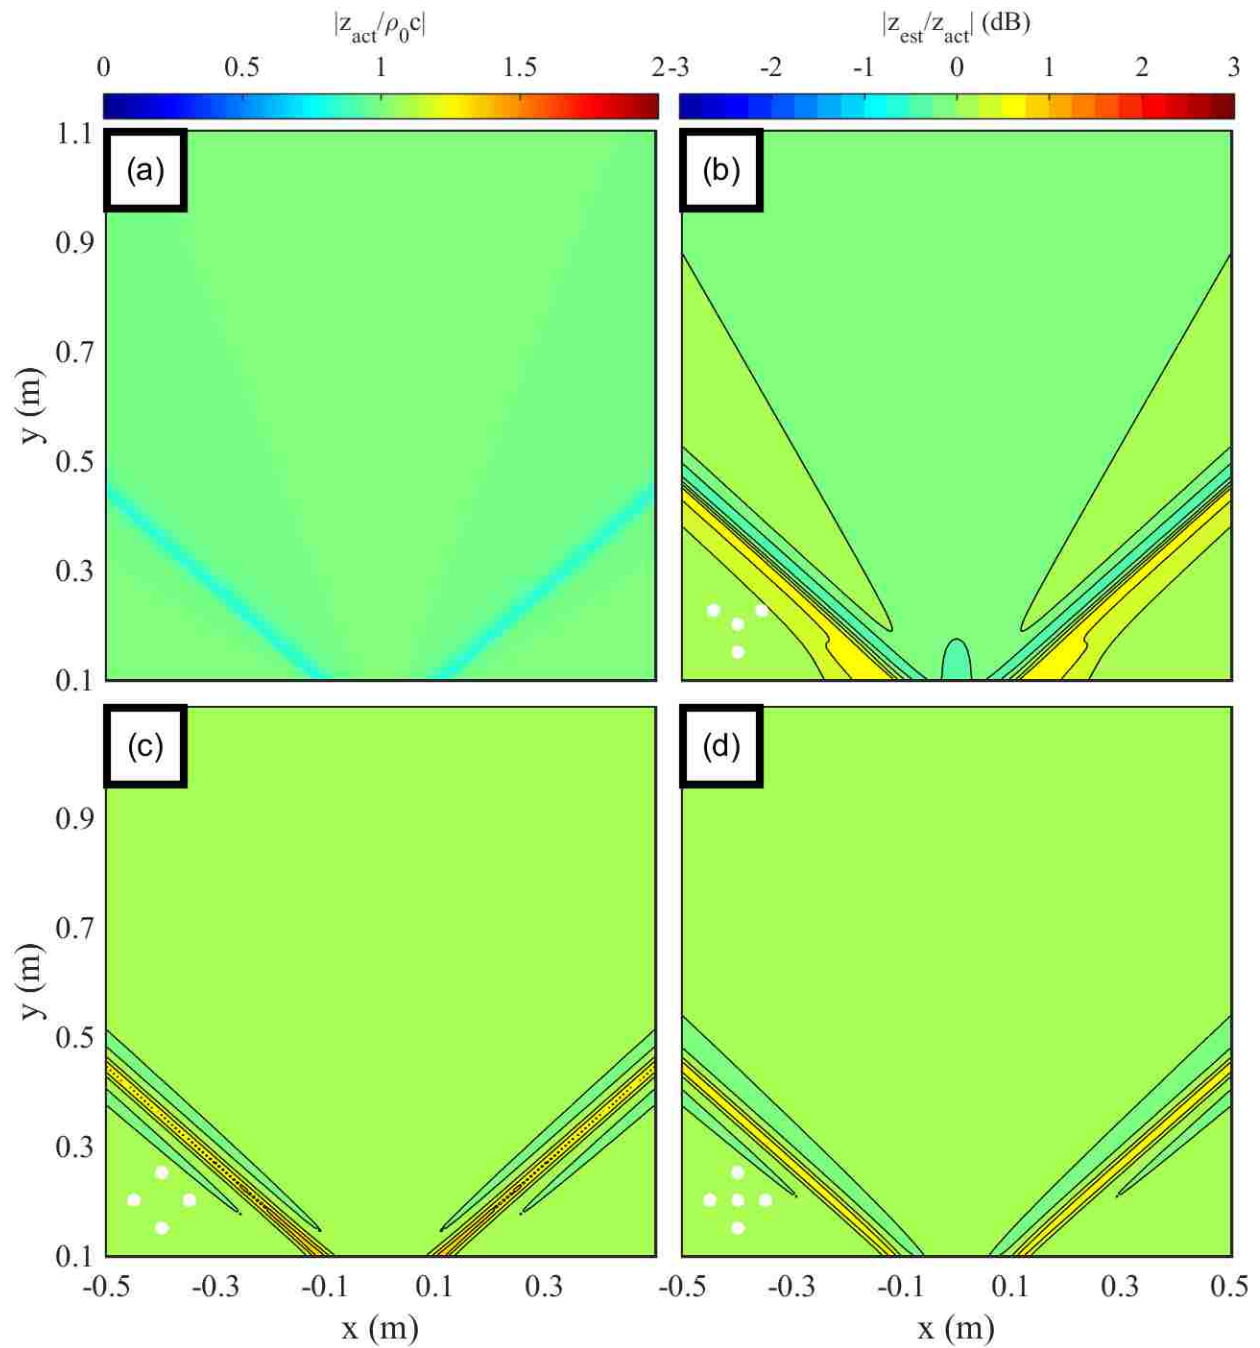 |z_act/ρ_0c| |z_est/z_act| (dB)
0 0.5 1 1.5 2 -3 -2 -1 0 1 2 3
1.1 (a) (b)
0.9
0.7
y (m)
0.5
0.3
0.1
(c) (d)
0.9
0.7
y (m)
0.5
0.3
0.1
-0.5 -0.3 -0.1 0.1 0.3 -0.5 -0.3 -0.1 0.1 0.3 0.5
x (m) x (m)